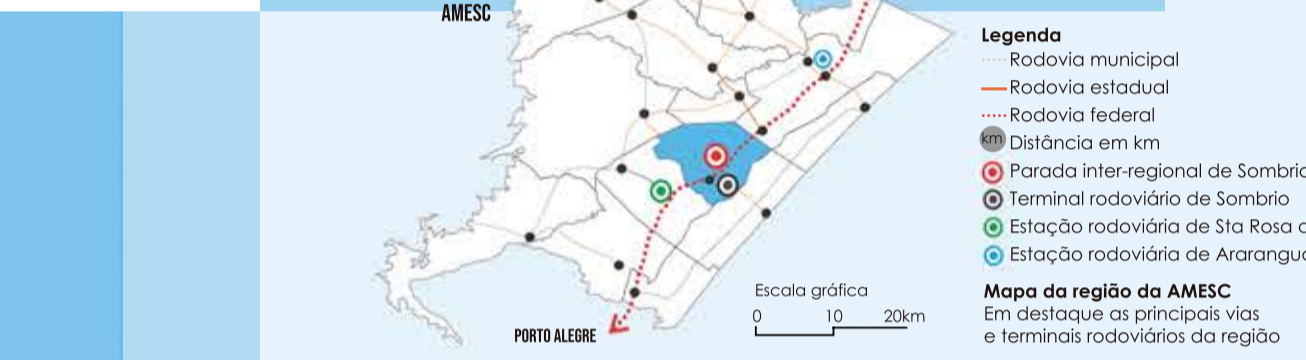 AMESC
Legenda
Rodovia municipal
Rodovia estadual
Rodovia federal
km Distância em km
Parada inter-regional de Sombrio
Terminal rodoviário de Sombrio
Estação rodoviária de Sta Rosa
Estação rodoviária de
Escala gráfica
0 10 20km
PORTO ALEGRE
Mapa da região da AMESC
Em destaque as principais vias
e terminais rodoviários da região